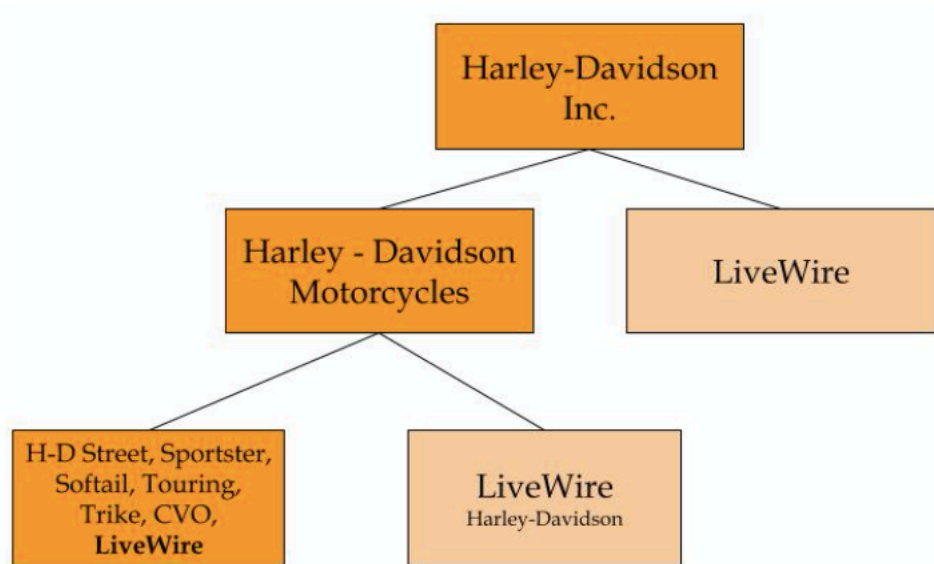 Harley-Davidson
Inc.
Harley - Davidson
Motorcycles
LiveWire
H-D Street, Sportster,
Softail, Touring,
Trike, CVO,
LiveWire
LiveWire
Harley-Davidson